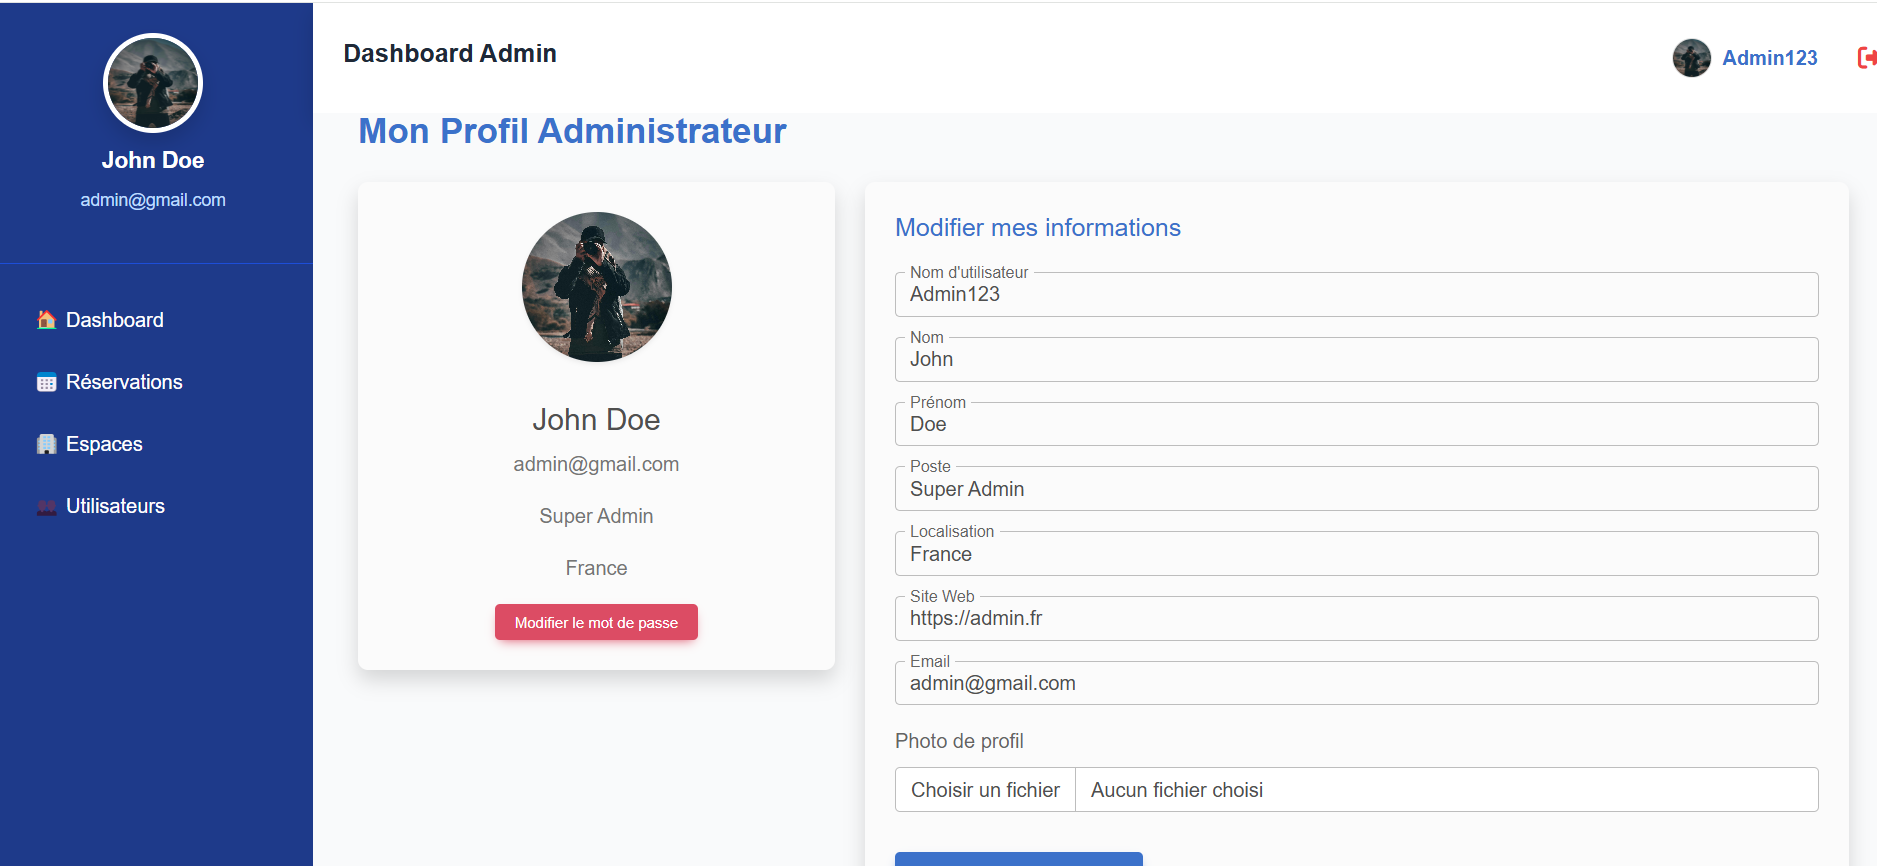 John Doe
admin@gmail.com
Dashboard
Réservations
Espaces
Utilisateurs
Dashboard Admin
Admin123
Mon Profil Administrateur
John Doe
admin@gmail.com
Super Admin
France
Modifier le mot de passe
Modifier mes informations
Nom d'utilisateur
Admin123
Nom
John
Prénom
Doe
Poste
Super Admin
Localisation
France
Site Web
https://admin.fr
Email
admin@gmail.com
Photo de profil
Choisir un fichier Aucun fichier choisi